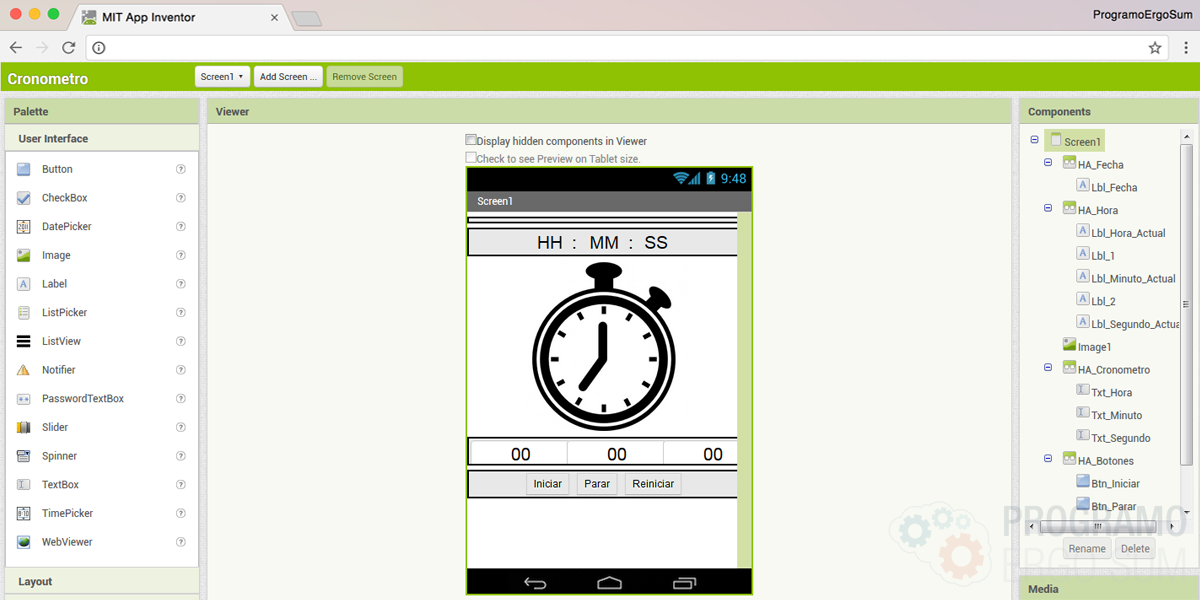 MIT App Inventor
ProgramoErgoSum
Cronometro
Screen1
Add Screen ...
Remove Screen
Palette
User Interface
Button
CheckBox
DatePicker
Image
Label
ListPicker
ListView
Notifier
PasswordTextBox
Slider
Spinner
TextBox
TimePicker
WebViewer
Layout
Viewer
Display hidden components in Viewer
Check to see Preview on Tablet size.
9:48
Screen1
HH : MM : SS
00 00 00
Iniciar Parar Reiniciar
Components
Screen1
HA_Fecha
Lbl_Fecha
HA_Hora
Lbl_Hora_Actual
Lbl_1
Lbl_Minuto_Actual
Lbl_2
Lbl_Segundo_Actua
Image1
HA_Cronometro
Txt_Hora
Txt_Minuto
Txt_Segundo
HA_Botones
Btn_Iniciar
Btn_Parar
Rename Delete
Media
PROGRAMO
ERGO SUM